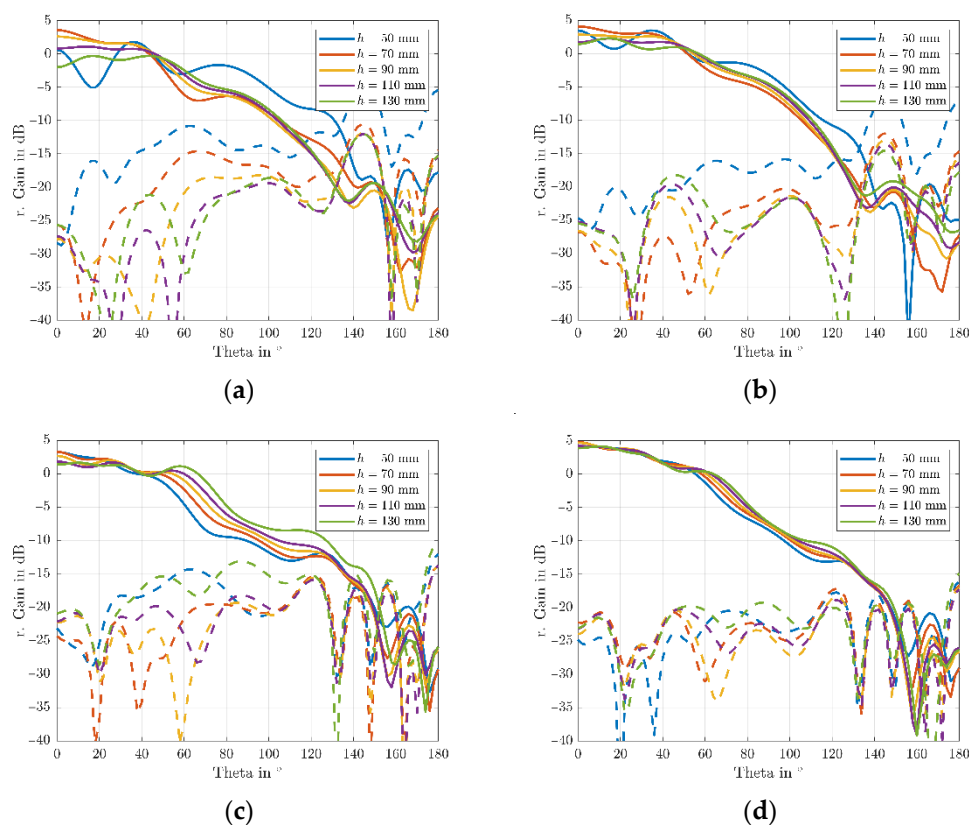 5
0
−5
−10
−15
−20
−25
−30
−35
−40
r. Gain in dB
0 20 40 60 80 100 120 140 160 180
Theta in °
h = 50 mm
h = 70 mm
h = 90 mm
h = 110 mm
h = 130 mm
(a)
5
0
−5
−10
−15
−20
−25
−30
−35
−40
r. Gain in dB
0 20 40 60 80 100 120 140 160 180
Theta in °
h = 50 mm
h = 70 mm
h = 90 mm
h = 110 mm
h = 130 mm
(b)
5
0
−5
−10
−15
−20
−25
−30
−35
−40
r. Gain in dB
0 20 40 60 80 100 120 140 160 180
Theta in °
h = 50 mm
h = 70 mm
h = 90 mm
h = 110 mm
h = 130 mm
(c)
5
0
−5
−10
−15
−20
−25
−30
−35
−40
r. Gain in dB
0 20 40 60 80 100 120 140 160 180
Theta in °
h = 50 mm
h = 70 mm
h = 90 mm
h = 110 mm
h = 130 mm
(d)